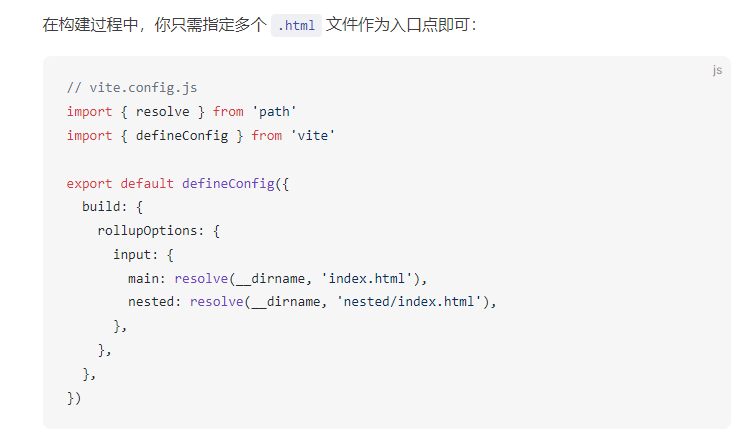 在构建过程中，你只需指定多个 .html 文件作为入口点即可：
js
// vite.config.js
import { resolve } from 'path'
import { defineConfig } from 'vite'

export default defineConfig({
  build: {
    rollupOptions: {
      input: {
        main: resolve(__dirname, 'index.html'),
        nested: resolve(__dirname, 'nested/index.html'),
      },
    },
  },
})